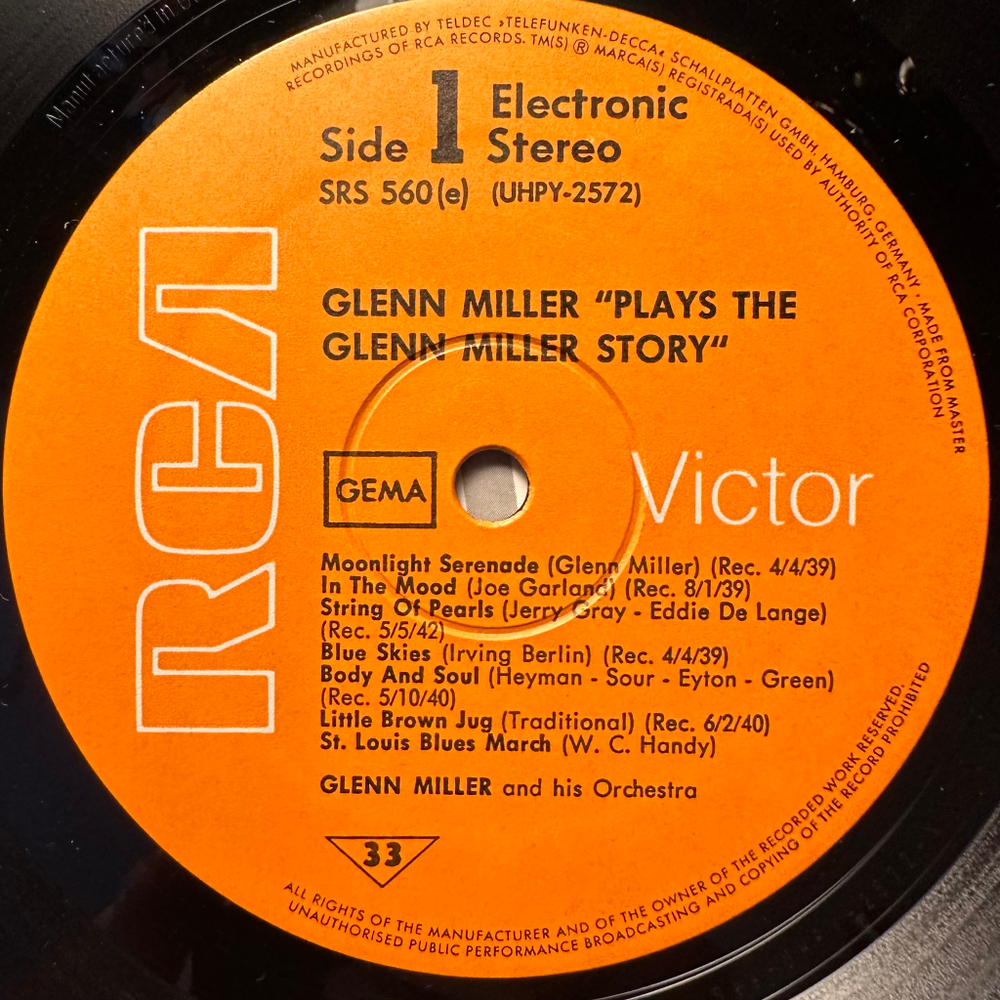 MANUFACTURED BY TELDEC »TELEFUNKEN-DECCA« SCHALLPLATTEN GMBH, HAMBURG, GERMANY · MADE FROM MASTER
RECORDINGS OF RCA RECORDS. TM(S) ® MARCA(S) REGISTRADA(S) USED BY AUTHORITY OF RCA CORPORATION
Side 1 Electronic
Stereo
SRS 560(e) (UHPY-2572)
GLENN MILLER “PLAYS THE
GLENN MILLER STORY“
RCA
GEMA
Victor
Moonlight Serenade (Glenn Miller) (Rec. 4/4/39)
In The Mood (Joe Garland) (Rec. 8/1/39)
String Of Pearls (Jerry Gray - Eddie De Lange)
(Rec. 5/5/42)
Blue Skies (Irving Berlin) (Rec. 4/4/39)
Body And Soul (Heyman - Sour - Eyton - Green)
(Rec. 5/10/40)
Little Brown Jug (Traditional) (Rec. 6/2/40)
St. Louis Blues March (W. C. Handy)
GLENN MILLER and his Orchestra
33
ALL RIGHTS OF THE MANUFACTURER AND OF THE OWNER OF THE RECORDED WORK RESERVED.
UNAUTHORISED PUBLIC PERFORMANCE BROADCASTING AND COPYING OF THE RECORD PROHIBITED
Manufactured in